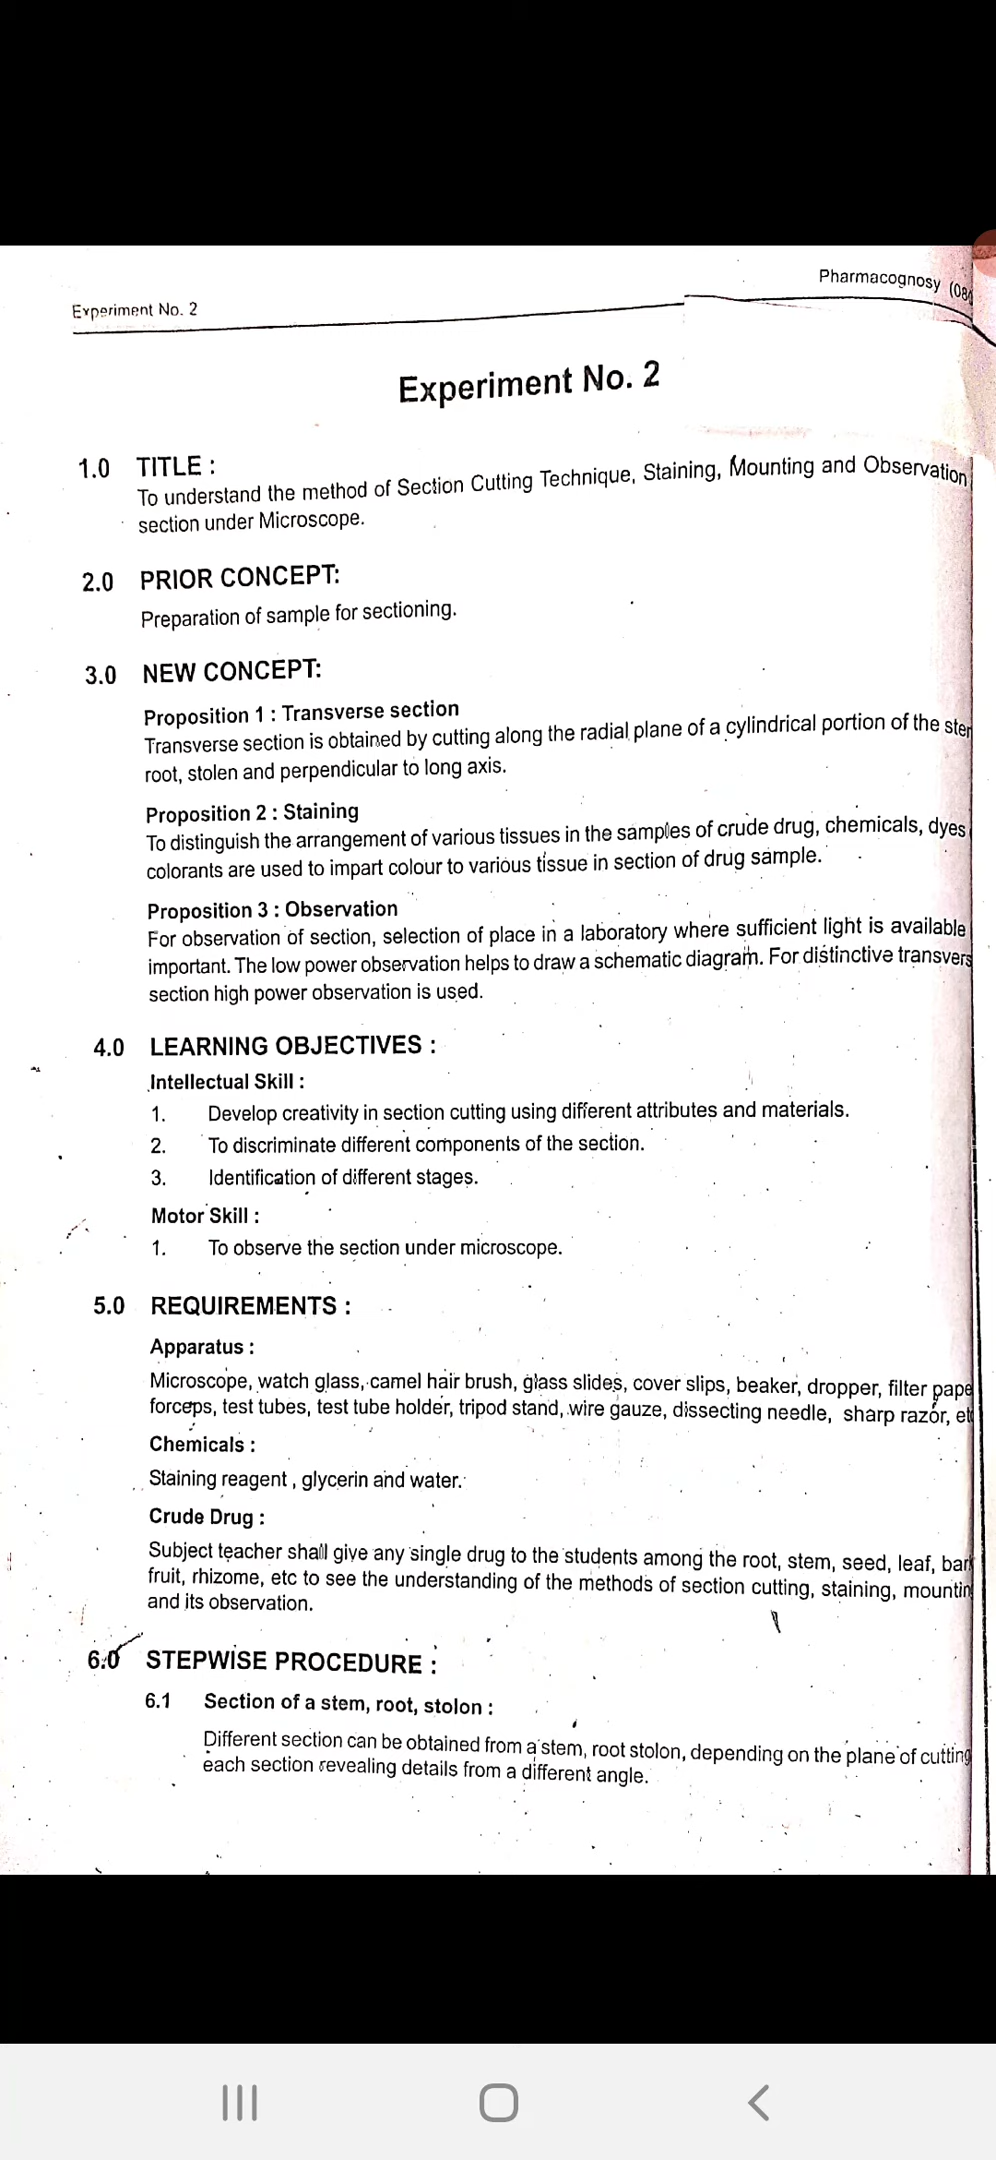 Pharmacognosy (08
Experiment No. 2
Experiment No. 2
1.0 TITLE :
To understand the method of Section Cutting Technique, Staining, Mounting and Observation
section under Microscope.
2.0 PRIOR CONCEPT:
Preparation of sample for sectioning.
3.0 NEW CONCEPT:
Proposition 1 : Transverse section
Transverse section is obtained by cutting along the radial plane of a cylindrical portion of the ster
root, stolen and perpendicular to long axis.
Proposition 2 : Staining
To distinguish the arrangement of various tissues in the samples of crude drug, chemicals, dyes
colorants are used to impart colour to various tissue in section of drug sample.
Proposition 3 : Observation
For observation of section, selection of place in a laboratory where sufficient light is available
important. The low power observation helps to draw a schematic diagram. For distinctive transvers
section high power observation is used.
4.0 LEARNING OBJECTIVES :
Intellectual Skill :
1. Develop creativity in section cutting using different attributes and materials.
2. To discriminate different components of the section.
3. Identification of different stages.
Motor Skill :
1. To observe the section under microscope.
5.0 REQUIREMENTS :
Apparatus :
Microscope, watch glass, camel hair brush, glass slides, cover slips, beaker, dropper, filter pape
forceps, test tubes, test tube holder, tripod stand, wire gauze, dissecting needle, sharp razor, et
Chemicals :
Staining reagent , glycerin and water.
Crude Drug :
Subject teacher shall give any single drug to the students among the root, stem, seed, leaf, bark
fruit, rhizome, etc to see the understanding of the methods of section cutting, staining, mountin
and its observation.
6.0 STEPWISE PROCEDURE :
6.1 Section of a stem, root, stolon :
Different section can be obtained from a stem, root stolon, depending on the plane of cutting
each section revealing details from a different angle.